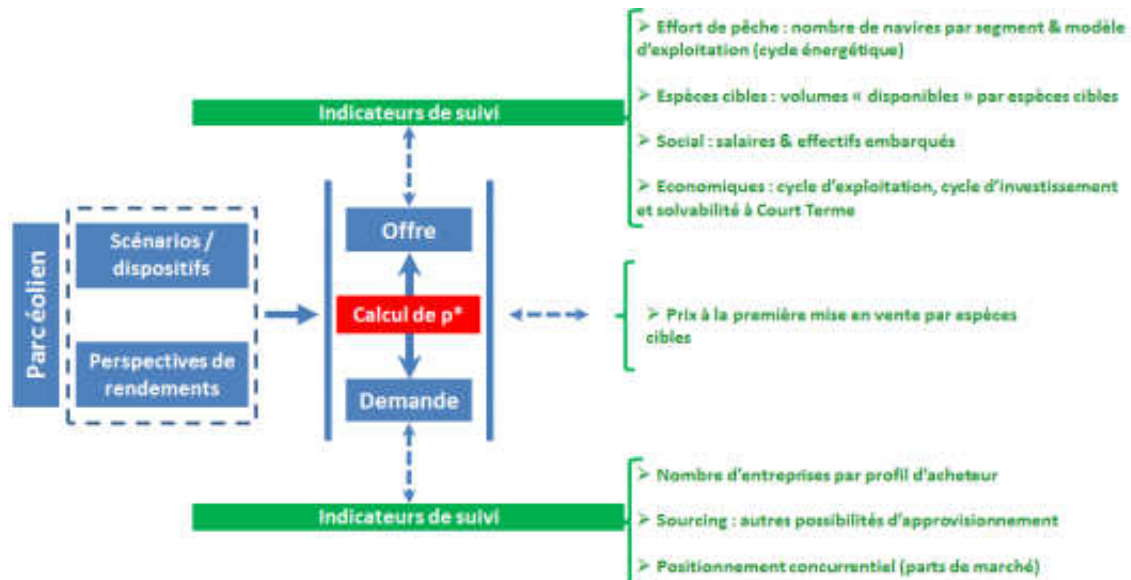 ➢ Effort de pêche : nombre de navires par segment & modèle
d'exploitation (cycle énergétique)
➢ Espèces cibles : volumes « disponibles » par espèces cibles
Indicateurs de suivi
➢ Social : salaires & effectifs embarqués
➢ Economiques : cycle d'exploitation, cycle d'investissement
et solvabilité à Court Terme
Parc éolien
Scénarios /
dispositifs
Perspectives de
rendements
Offre
Calcul de p*
Demande
➢ Prix à la première mise en vente par espèces
cibles
Indicateurs de suivi
➢ Nombre d'entreprises par profil d'acheteur
➢ Sourcing : autres possibilités d'approvisionnement
➢ Positionnement concurrentiel (parts de marché)